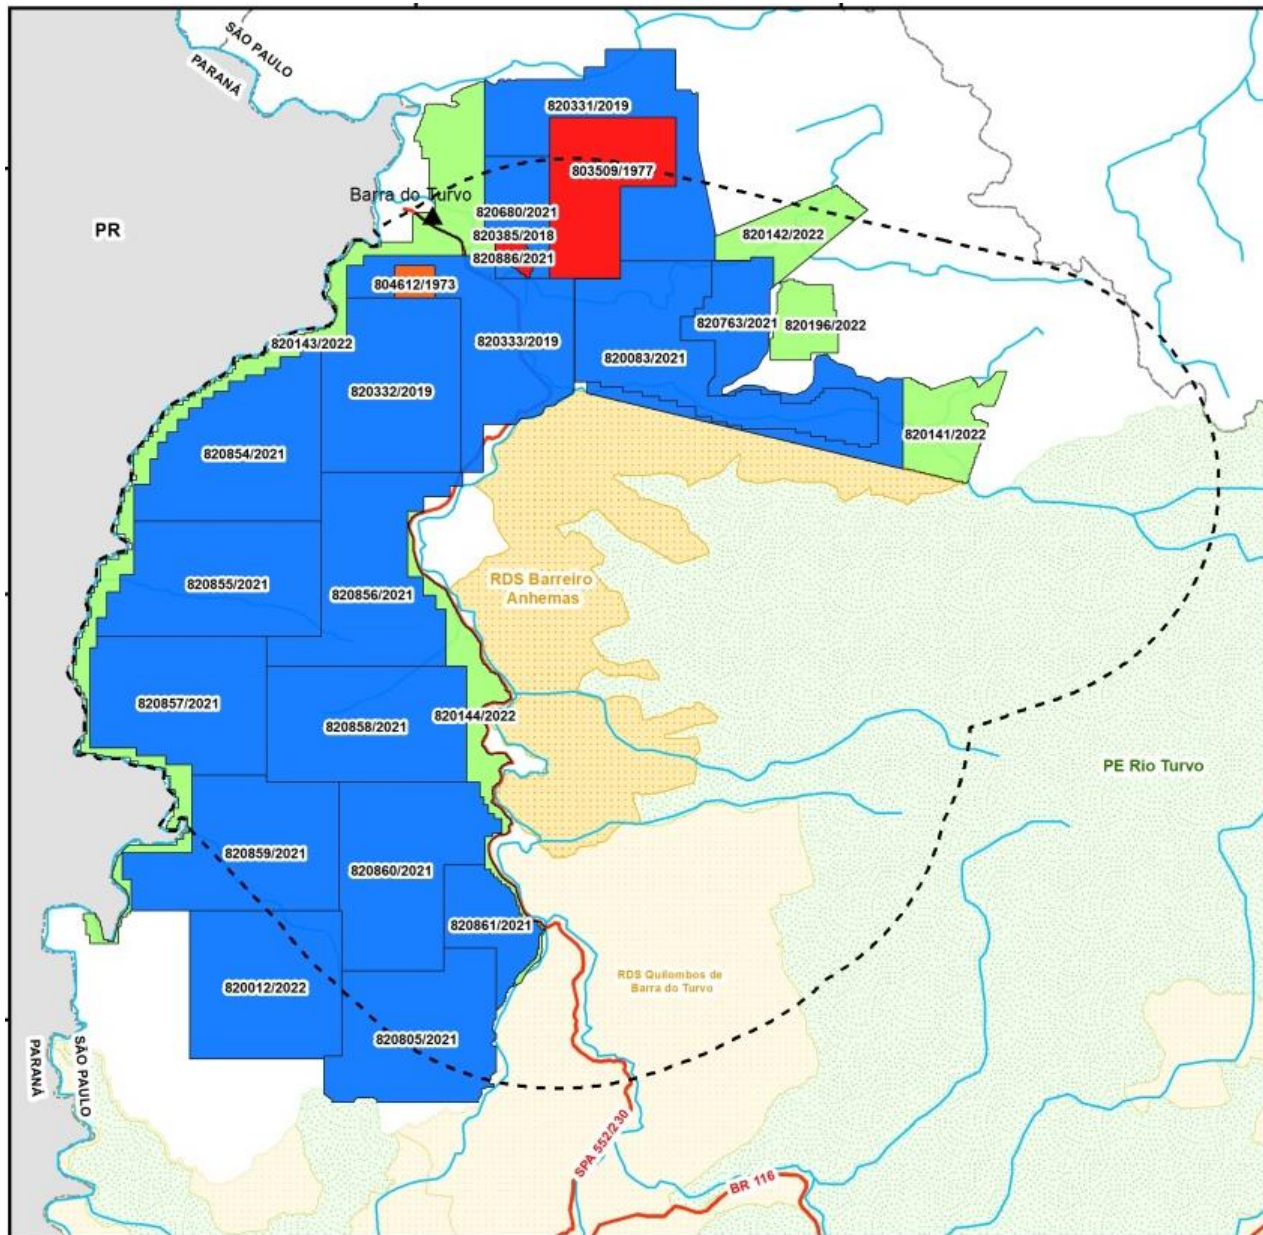 SÃO PAULO
PARANÁ
820331/2019
803509/1977
Barra do Turvo
PR
820680/2021
820385/2018
820886/2021
820142/2022
804612/1973
820143/2022
820333/2019
820763/2021
820196/2022
820083/2021
820332/2019
820854/2021
820141/2022
820855/2021
820856/2021
RDS Barreiro
Anhemas
820857/2021
820858/2021
820144/2022
PE Rio Turvo
820859/2021
820860/2021
820861/2021
820012/2022
RDS Quilombos de
Barra do Turvo
820805/2021
PARANÁ
SÃO PAULO
SPA 552/230
BR 116